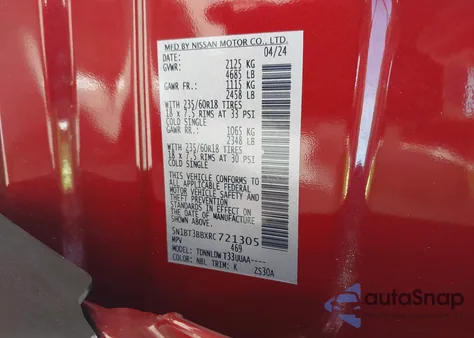 MFD BY NISSAN MOTOR CO., LTD.
DATE: 04/24
GVWR: 2125 KG
4685 LB
GAWR FR: 1115 KG
2458 LB
WITH 235/60R18 TIRES
18 x 7.5 RIMS AT 33 PSI
COLD SINGLE
GAWR RR: 1065 KG
2348 LB
WITH 235/60R18 TIRES
18 x 7.5 RIMS AT 30 PSI
COLD SINGLE
THIS VEHICLE CONFORMS TO
ALL APPLICABLE FEDERAL
MOTOR VEHICLE SAFETY
BUMPER, AND THEFT
PREVENTION STANDARDS IN
EFFECT ON THE DATE OF
MANUFACTURE SHOWN ABOVE.
5N1BT3BBXRC721305
MPV 469
MODEL: TDNNLDW T33UUAA----
COLOR: NBL TRIM: K ZS30A
autoSnap